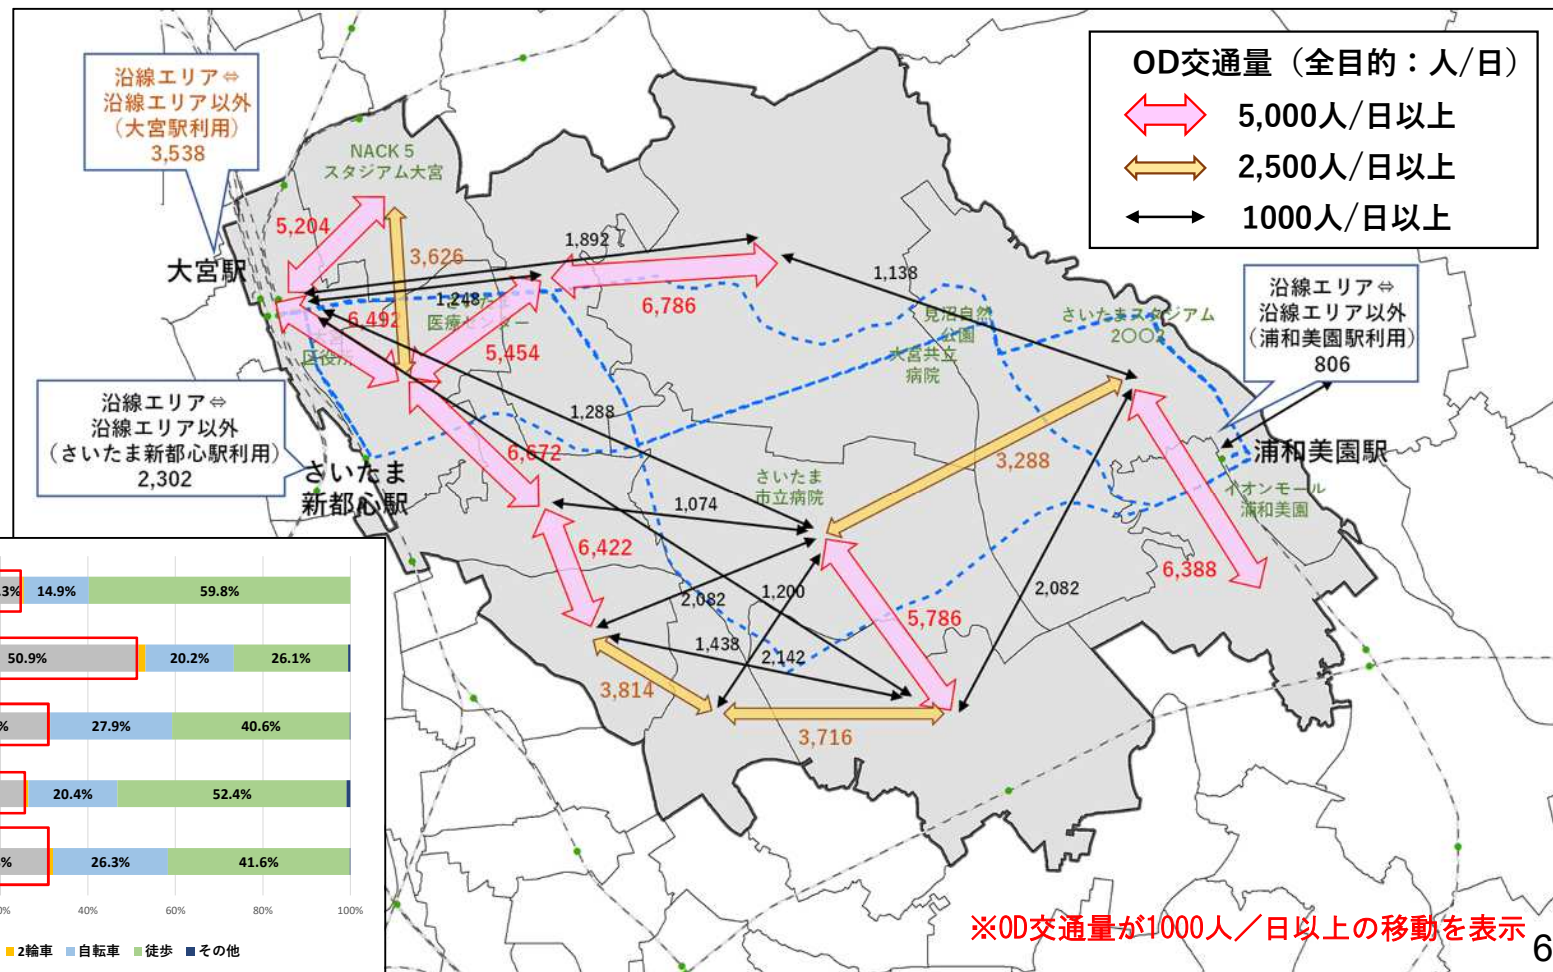 OD交通量（全目的：人/日）
5,000人/日以上
2,500人/日以上
1000人/日以上
沿線エリア⇔
沿線エリア以外
（大宮駅利用）
3,538
NACK５
スタジアム大宮
5,204
3,626
1,892
大宮駅
1,248
6,492
医療センター
区役所
5,454
6,786
1,138
見沼自然
公園
大宮共立
病院
さいたまスタジアム
2〇〇2
沿線エリア⇔
沿線エリア以外
（浦和美園駅利用）
806
沿線エリア⇔
沿線エリア以外
（さいたま新都心駅利用）
2,302
さいたま
新都心駅
1,288
6,672
さいたま
市立病院
1,074
3,288
浦和美園駅
イオンモール
浦和美園
6,422
6,388
2,082
1,200
2,082
5,786
1,438
2,142
3,814
3,716
.3% 14.9% 59.8%
50.9% 20.2% 26.1%
% 27.9% 40.6%
20.4% 52.4%
% 26.3% 41.6%
0% 40% 60% 80% 100%
2輪車 自転車 徒歩 その他
※OD交通量が1000人／日以上の移動を表示
6